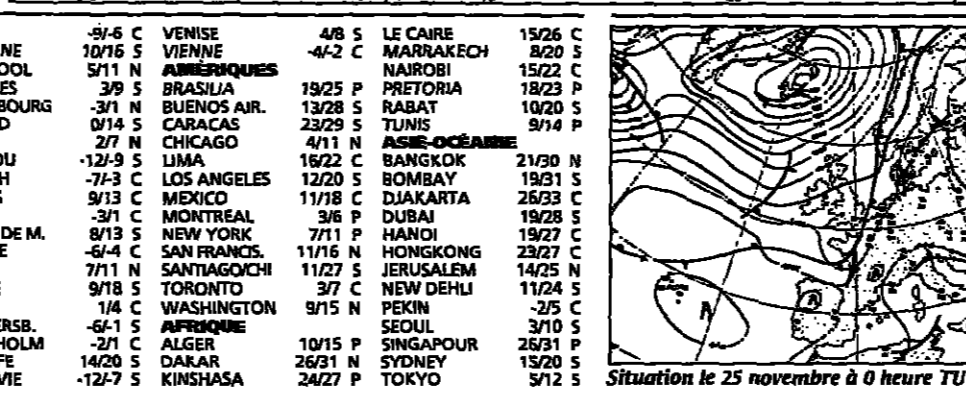 -9/-6 C VENISE 4/8 S LE CAIRE 15/26 C
NE 10/16 S VIENNE -4/-2 C MARRAKECH 8/20 S
OOL 5/11 N AMÉRIQUES NAIROBI 15/22 C
ES 3/9 S BRASILIA 19/25 P PRETORIA 18/23 P
BOURG -3/1 N BUENOS AIR. 13/28 S RABAT 10/20 S
D 0/14 S CARACAS 23/29 S TUNIS 9/14 P
2/7 N CHICAGO 4/11 N ASIE-OCÉANIE
OU -12/-9 S LIMA 16/22 C BANGKOK 21/30 N
H -7/-3 C LOS ANGELES 12/20 S BOMBAY 19/31 S
S 9/13 C MEXICO 11/18 C DJAKARTA 26/33 C
-3/1 C MONTREAL 3/6 P DUBAI 19/28 S
DE M. 8/13 S NEW YORK 7/11 P HANOI 19/27 C
E -6/-4 C SAN FRANCIS. 11/16 N HONGKONG 23/27 C
7/11 N SANTIAGO/CHI 11/27 S JERUSALEM 14/25 N
9/18 S TORONTO 3/7 C NEW DEHLI 11/24 S
1/4 C WASHINGTON 9/15 N PEKIN -2/5 C
ERSB. -6/-1 S AFRIQUE SEOUL 3/10 S
HOLM -2/1 C ALGER 10/15 P SINGAPOUR 26/31 P
FE 14/20 S DAKAR 26/31 N SYDNEY 15/20 S
VIE -12/-7 S KINSHASA 24/27 P TOKYO 5/12 S
Situation le 25 novembre à 0 heure TU